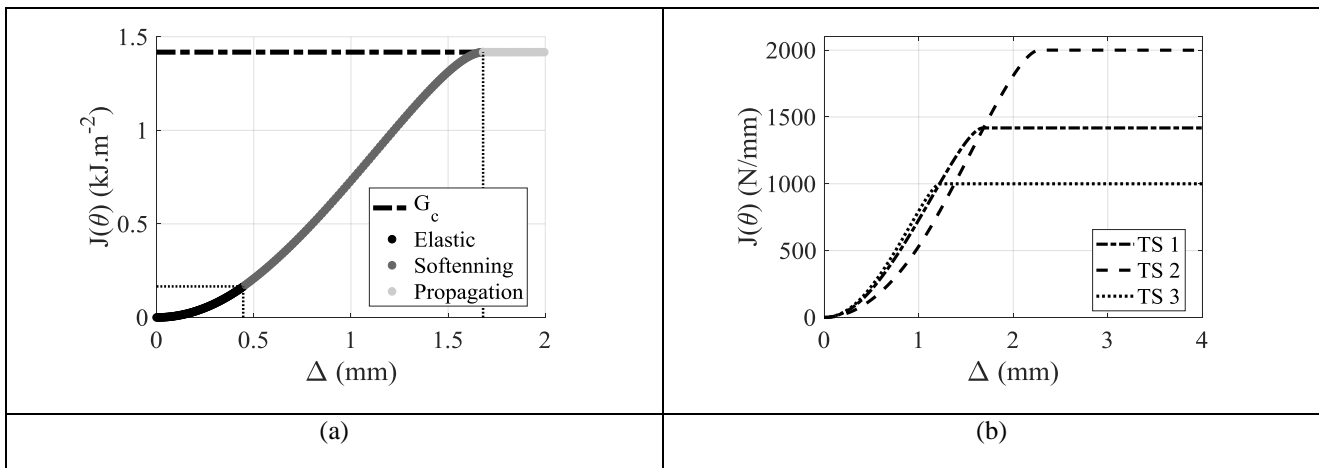 1.5
1
0.5
0
J(θ) (kJ.m⁻²)
G_c
Elastic
Softenning
Propagation
0 0.5 1 1.5 2
Δ (mm)
(a)
2000
1500
1000
500
0
J(θ) (N/mm)
TS 1
TS 2
TS 3
0 1 2 3 4
Δ (mm)
(b)